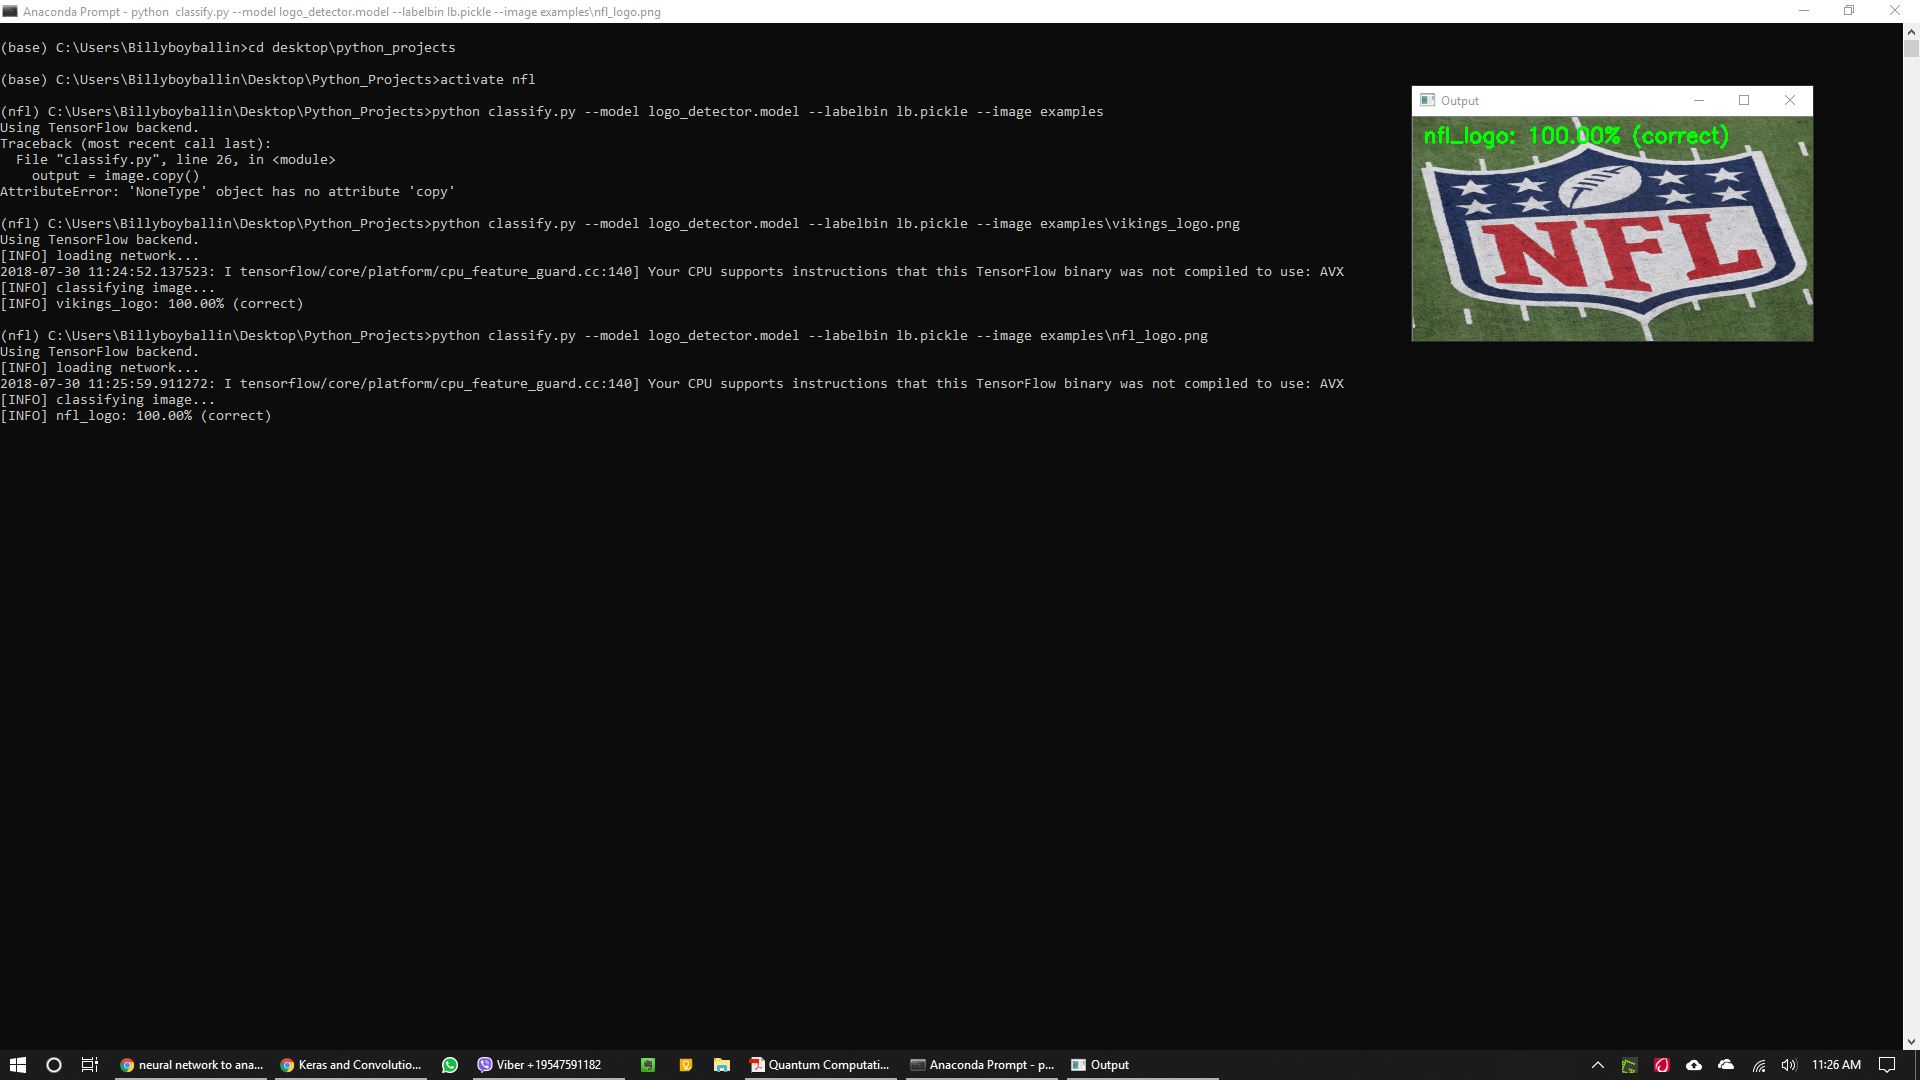 Anaconda Prompt - python  classify.py --model logo_detector.model --labelbin lb.pickle --image examples\nfl_logo.png
(base) C:\Users\Billyboyballin>cd desktop\python_projects
(base) C:\Users\Billyboyballin\Desktop\Python_Projects>activate nfl
(nfl) C:\Users\Billyboyballin\Desktop\Python_Projects>python classify.py --model logo_detector.model --labelbin lb.pickle --image examples
Using TensorFlow backend.
Traceback (most recent call last):
  File "classify.py", line 26, in <module>
    output = image.copy()
AttributeError: 'NoneType' object has no attribute 'copy'
(nfl) C:\Users\Billyboyballin\Desktop\Python_Projects>python classify.py --model logo_detector.model --labelbin lb.pickle --image examples\vikings_logo.png
Using TensorFlow backend.
[INFO] loading network...
2018-07-30 11:24:52.137523: I tensorflow/core/platform/cpu_feature_guard.cc:140] Your CPU supports instructions that this TensorFlow binary was not compiled to use: AVX
[INFO] classifying image...
[INFO] vikings_logo: 100.00% (correct)
(nfl) C:\Users\Billyboyballin\Desktop\Python_Projects>python classify.py --model logo_detector.model --labelbin lb.pickle --image examples\nfl_logo.png
Using TensorFlow backend.
[INFO] loading network...
2018-07-30 11:25:59.911272: I tensorflow/core/platform/cpu_feature_guard.cc:140] Your CPU supports instructions that this TensorFlow binary was not compiled to use: AVX
[INFO] classifying image...
[INFO] nfl_logo: 100.00% (correct)
Output
nfl_logo: 100.00% (correct)
NFL
neural network to ana...
Keras and Convolutio...
Viber +19547591182
Quantum Computati...
Anaconda Prompt - p...
Output
11:26 AM